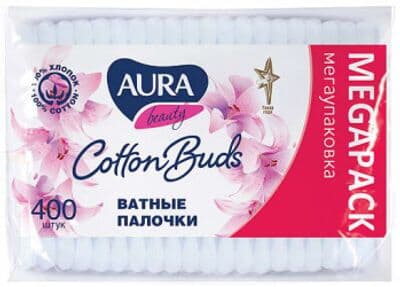 100% ХЛОПОК
100% COTTON
AURA
beauty
Cotton Buds
400
штук
ВАТНЫЕ
ПАЛОЧКИ
MEGAPACK
мегаупаковка